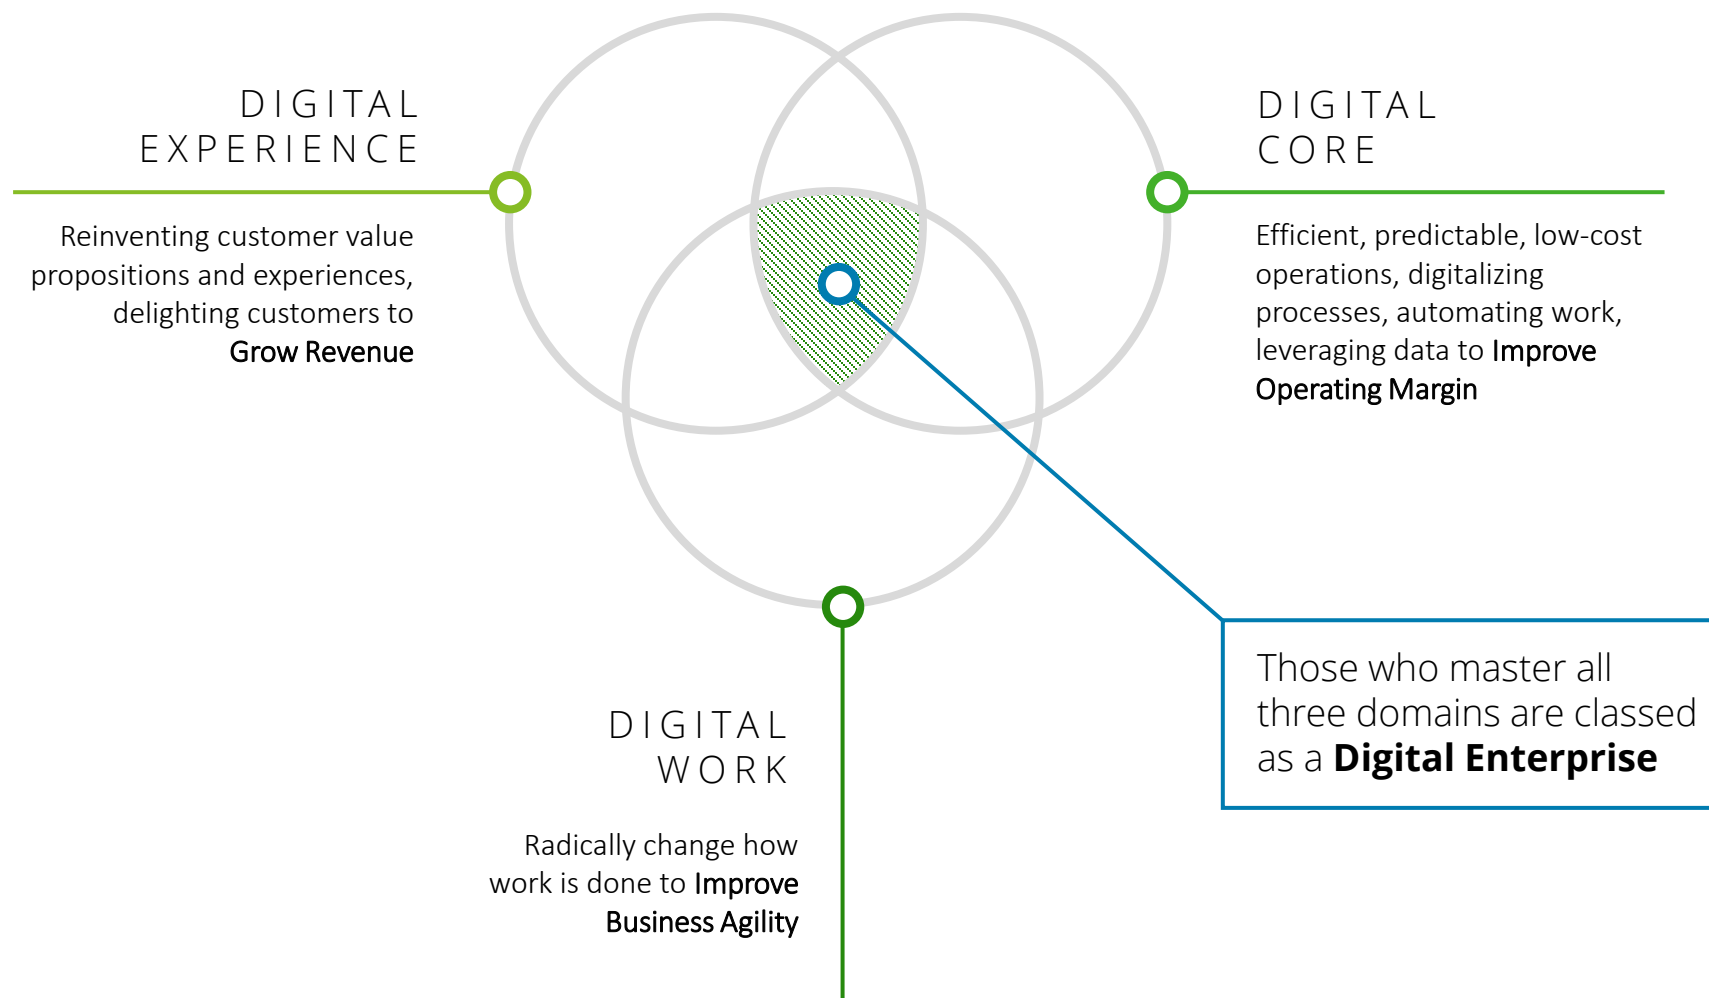 DIGITAL
EXPERIENCE
Reinventing customer value
propositions and experiences,
delighting customers to
Grow Revenue
DIGITAL
CORE
Efficient, predictable, low-cost
operations, digitalizing
processes, automating work,
leveraging data to Improve
Operating Margin
DIGITAL
WORK
Radically change how
work is done to Improve
Business Agility
Those who master all
three domains are classed
as a Digital Enterprise